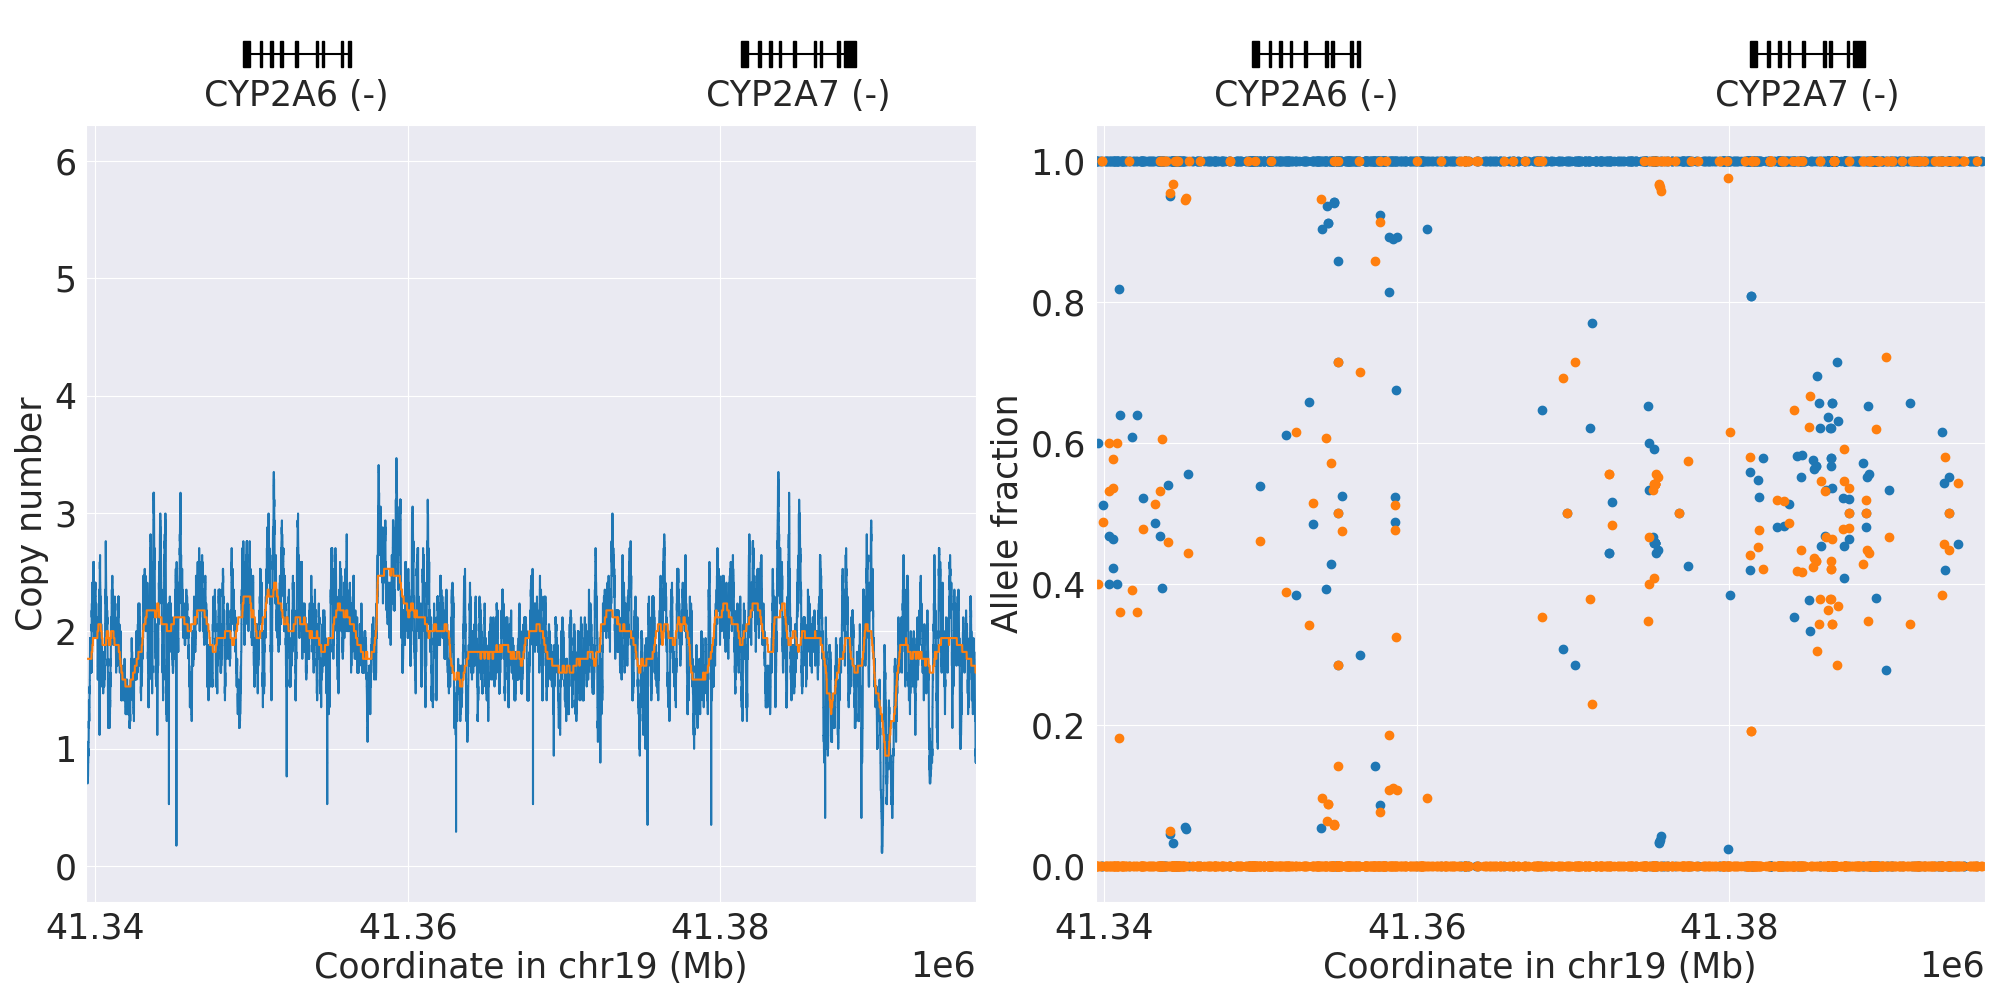 CYP2A6 (-) CYP2A7 (-)
6
5
4
3
2
1
0
Copy number
41.34 41.36 41.38
Coordinate in chr19 (Mb) 1e6
CYP2A6 (-) CYP2A7 (-)
1.0
0.8
0.6
0.4
0.2
0.0
Allele fraction
41.34 41.36 41.38
Coordinate in chr19 (Mb) 1e6